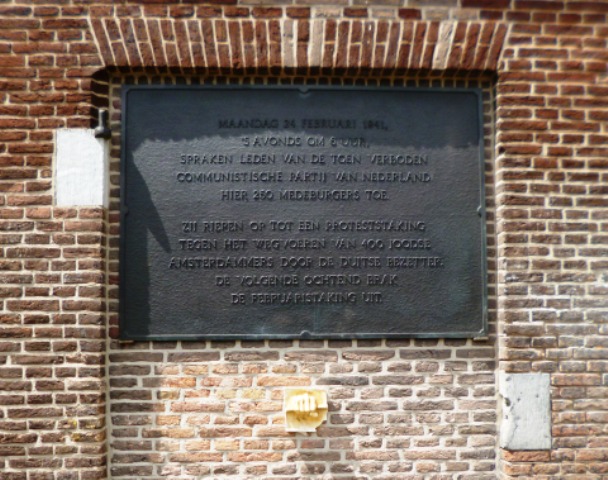 MAANDAG 24 FEBRUARI 1941,
'S AVONDS OM 6 UUR,
SPRAKEN LEDEN VAN DE TOEN VERBODEN
COMMUNISTISCHE PARTIJ VAN NEDERLAND
HIER 250 MEDEBURGERS TOE.
ZIJ RIEPEN OP TOT EEN PROTESTSTAKING
TEGEN HET WEGVOEREN VAN 400 JOODSE
AMSTERDAMMERS DOOR DE DUITSE BEZETTER.
DE VOLGENDE OCHTEND BRAK
DE FEBRUARISTAKING UIT.